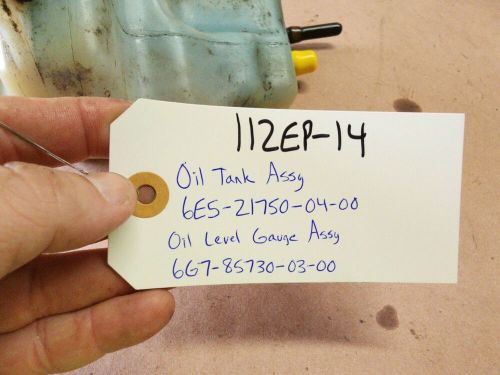 112EP-14
Oil Tank Assy
6E5-21750-04-00
Oil Level Gauge Assy
6G7-85730-03-00